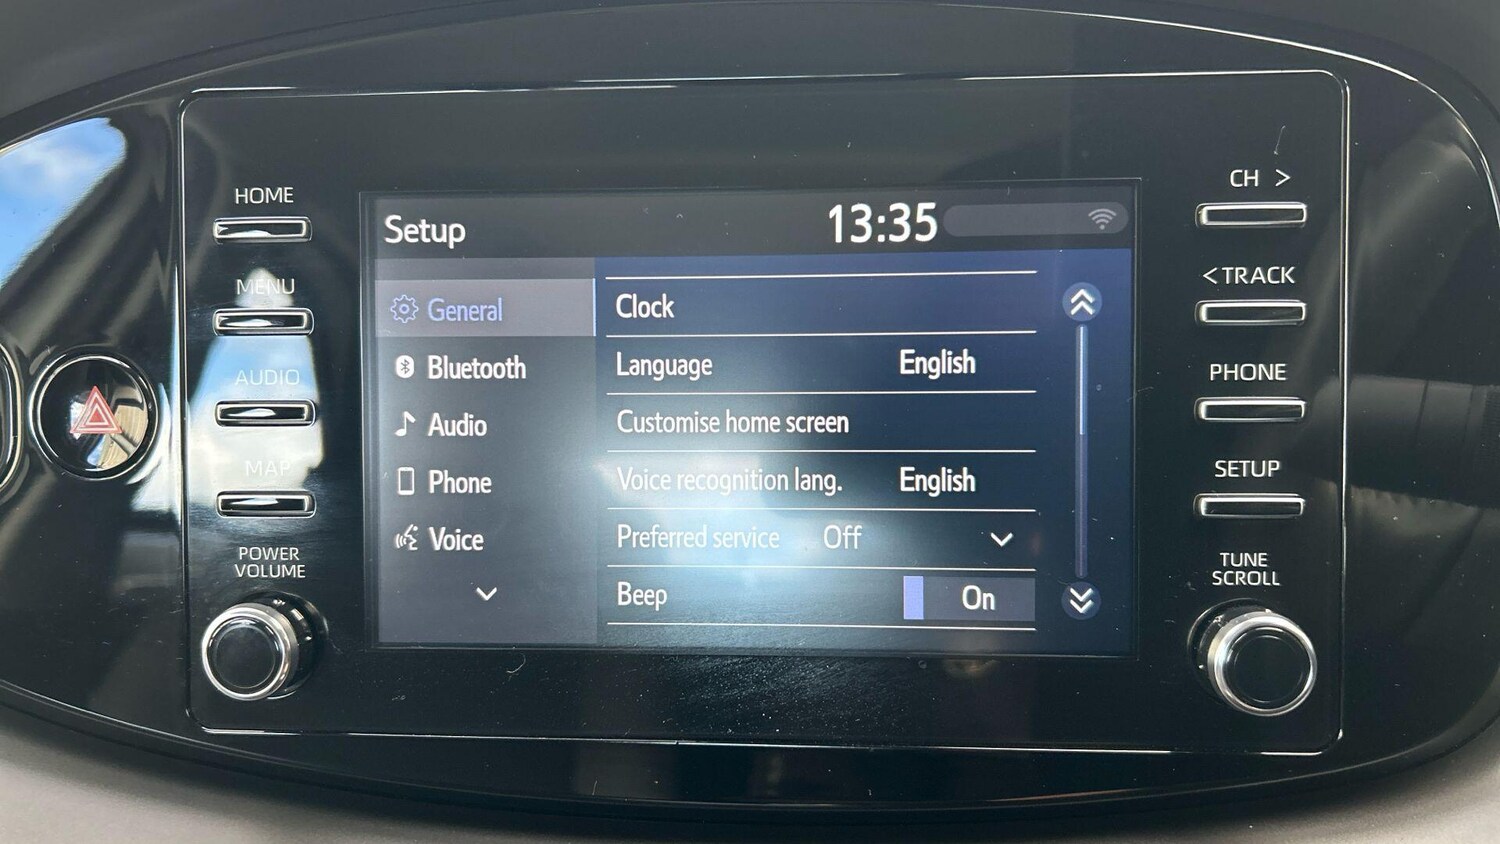 HOME
MENU
AUDIO
MAP
POWER
VOLUME
Setup 13:35
General
Bluetooth
Audio
Phone
Voice
Clock
Language English
Customise home screen
Voice recognition lang. English
Preferred service Off
Beep On
CH >
<TRACK
PHONE
SETUP
TUNE
SCROLL